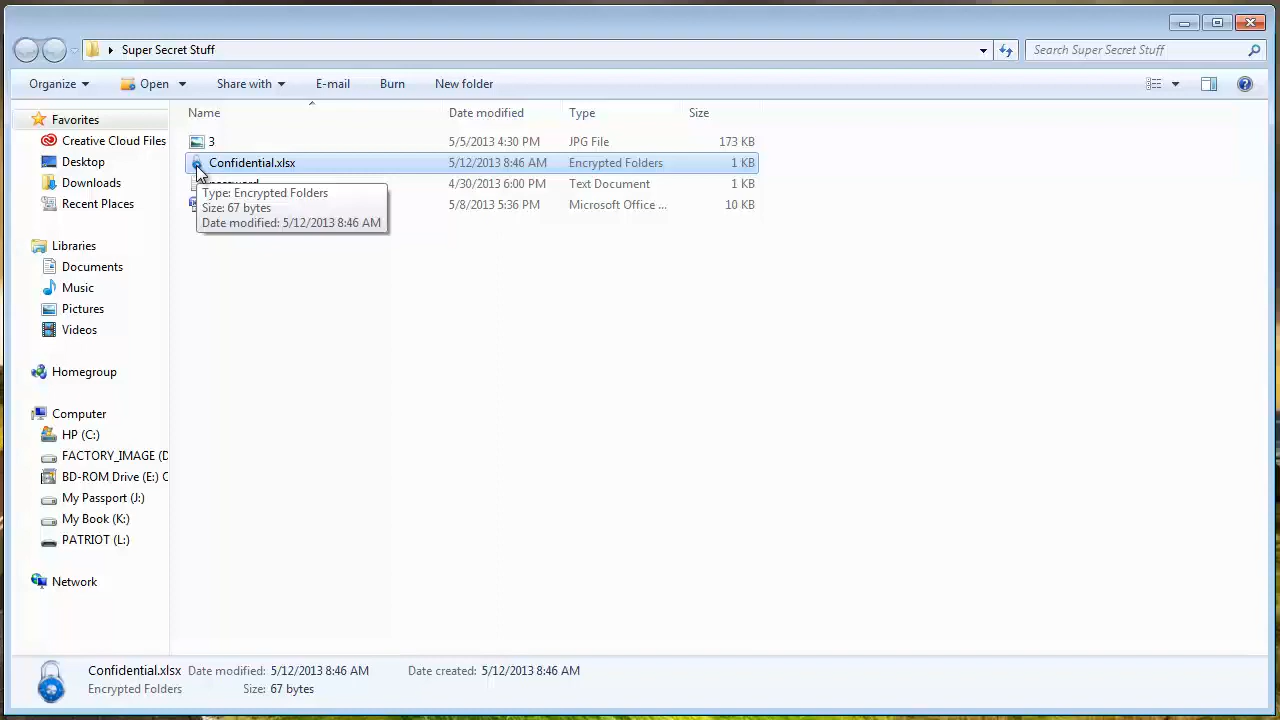 Super Secret Stuff
Search Super Secret Stuff
Organize Open Share with E-mail Burn New folder
Name Date modified Type Size
Favorites
Creative Cloud Files
Desktop
Downloads
Recent Places
Libraries
Documents
Music
Pictures
Videos
Homegroup
Computer
HP (C:)
FACTORY_IMAGE (D
BD-ROM Drive (E:) C
My Passport (J:)
My Book (K:)
PATRIOT (L:)
Network
3 5/5/2013 4:30 PM JPG File 173 KB
Confidential.xlsx 5/12/2013 8:46 AM Encrypted Folders 1 KB
4/30/2013 6:00 PM Text Document 1 KB
5/8/2013 5:36 PM Microsoft Office ... 10 KB
Type: Encrypted Folders
Size: 67 bytes
Date modified: 5/12/2013 8:46 AM
Confidential.xlsx Date modified: 5/12/2013 8:46 AM Date created: 5/12/2013 8:46 AM
Encrypted Folders Size: 67 bytes